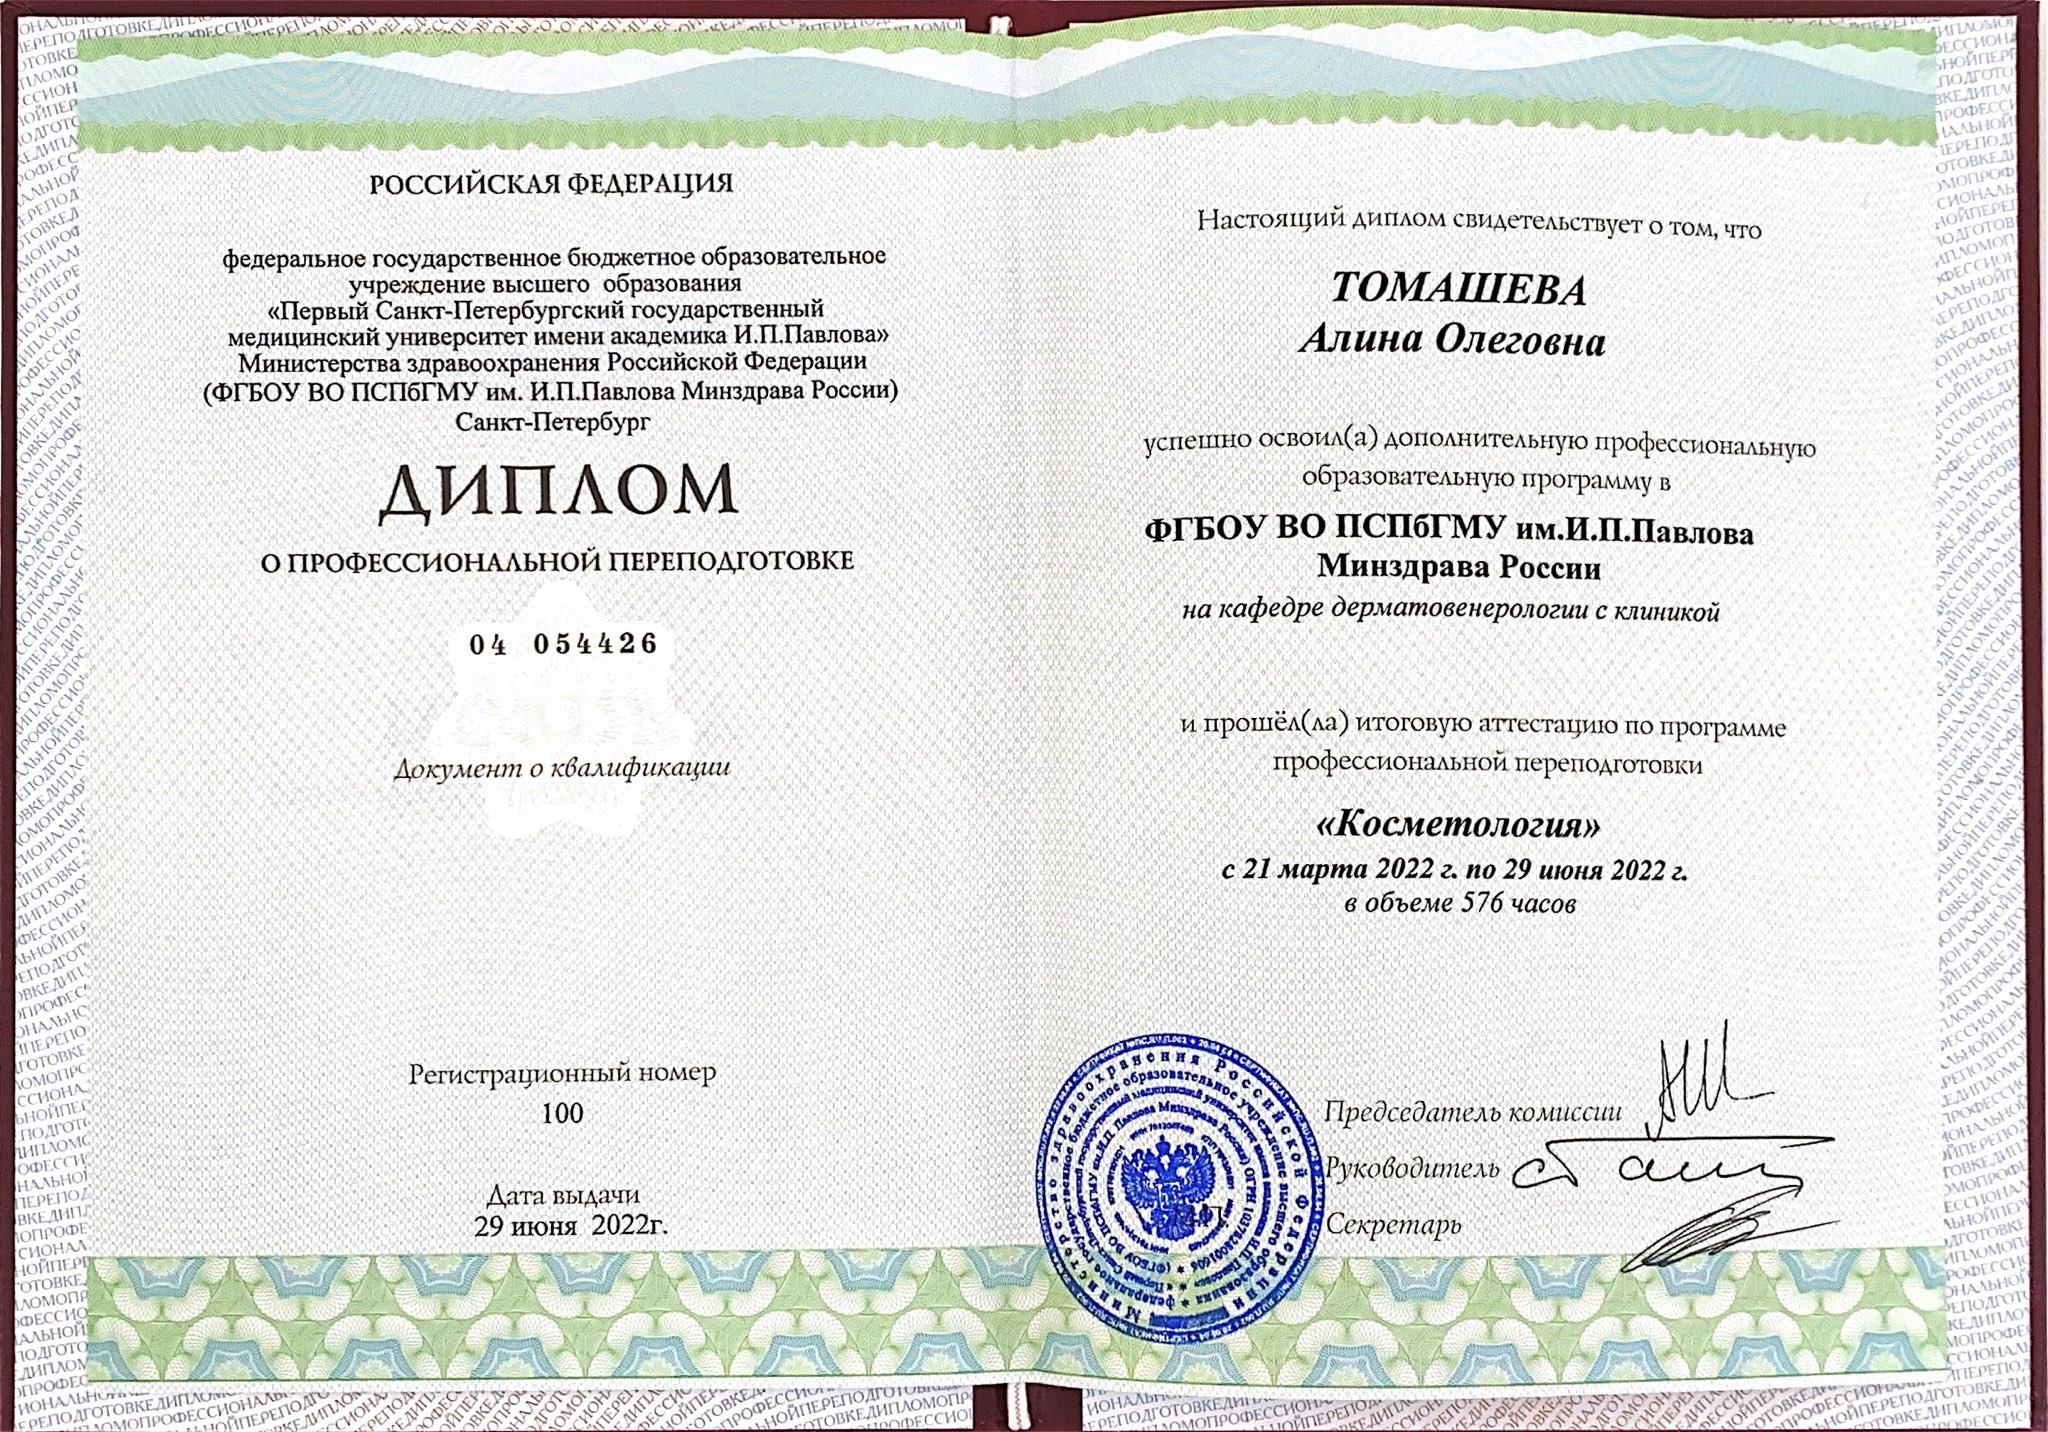 РОССИЙСКАЯ ФЕДЕРАЦИЯ
федеральное государственное бюджетное образовательное
учреждение высшего образования
«Первый Санкт-Петербургский государственный
медицинский университет имени академика И.П.Павлова»
Министерства здравоохранения Российской Федерации
(ФГБОУ ВО ПСПбГМУ им. И.П.Павлова Минздрава России)
Санкт-Петербург
ДИПЛОМ
О ПРОФЕССИОНАЛЬНОЙ ПЕРЕПОДГОТОВКЕ
04 054426
Документ о квалификации
Регистрационный номер
100
Дата выдачи
29 июня 2022г.
Настоящий диплом свидетельствует о том, что
ТОМАШЕВА
Алина Олеговна
успешно освоил(а) дополнительную профессиональную
образовательную программу в
ФГБОУ ВО ПСПбГМУ им.И.П.Павлова
Минздрава России
на кафедре дерматовенерологии с клиникой
и прошёл(ла) итоговую аттестацию по программе
профессиональной переподготовки
«Косметология»
с 21 марта 2022 г. по 29 июня 2022 г.
в объеме 576 часов
Председатель комиссии
Руководитель
М.П.
Секретарь
Министерство здравоохранения Российской Федерации